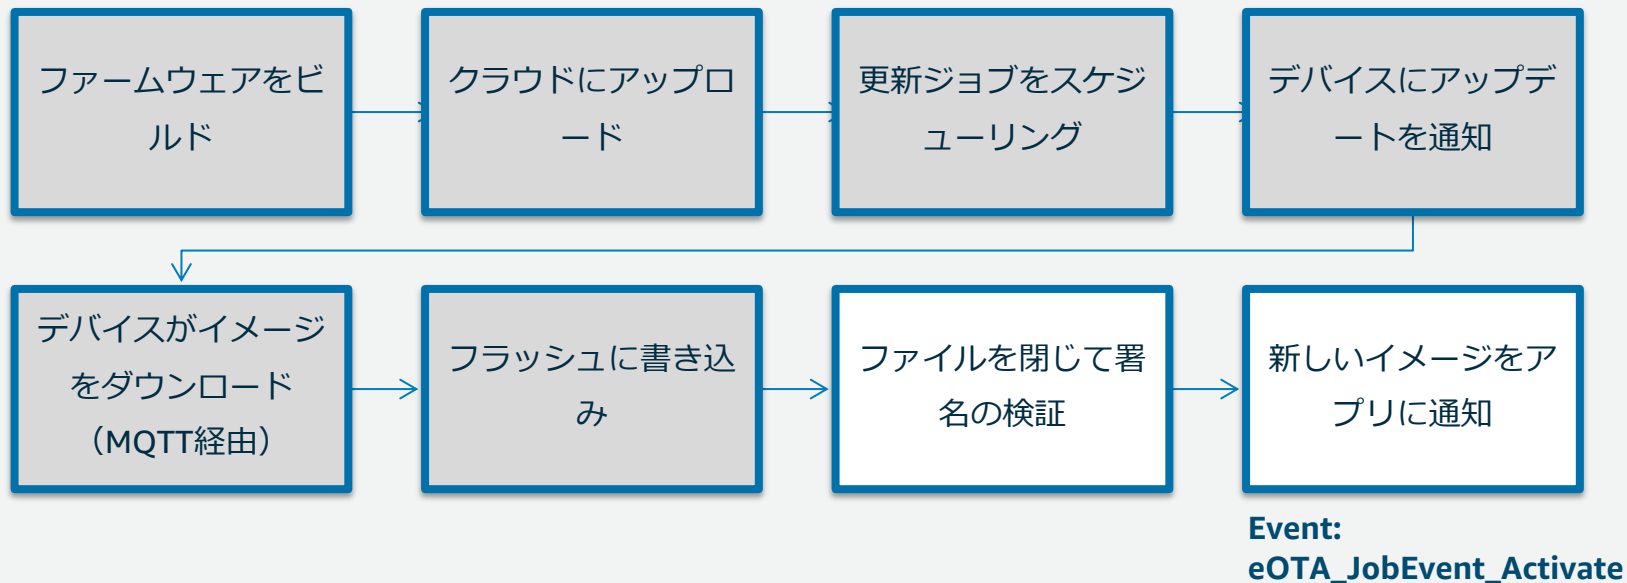 ファームウェアをビ
ルド
クラウドにアップロ
ード
更新ジョブをスケジ
ューリング
デバイスにアップデ
ートを通知
デバイスがイメージ
をダウンロード
（MQTT経由）
フラッシュに書き込
み
ファイルを閉じて署
名の検証
新しいイメージをア
プリに通知
Event:
eOTA_JobEvent_Activate